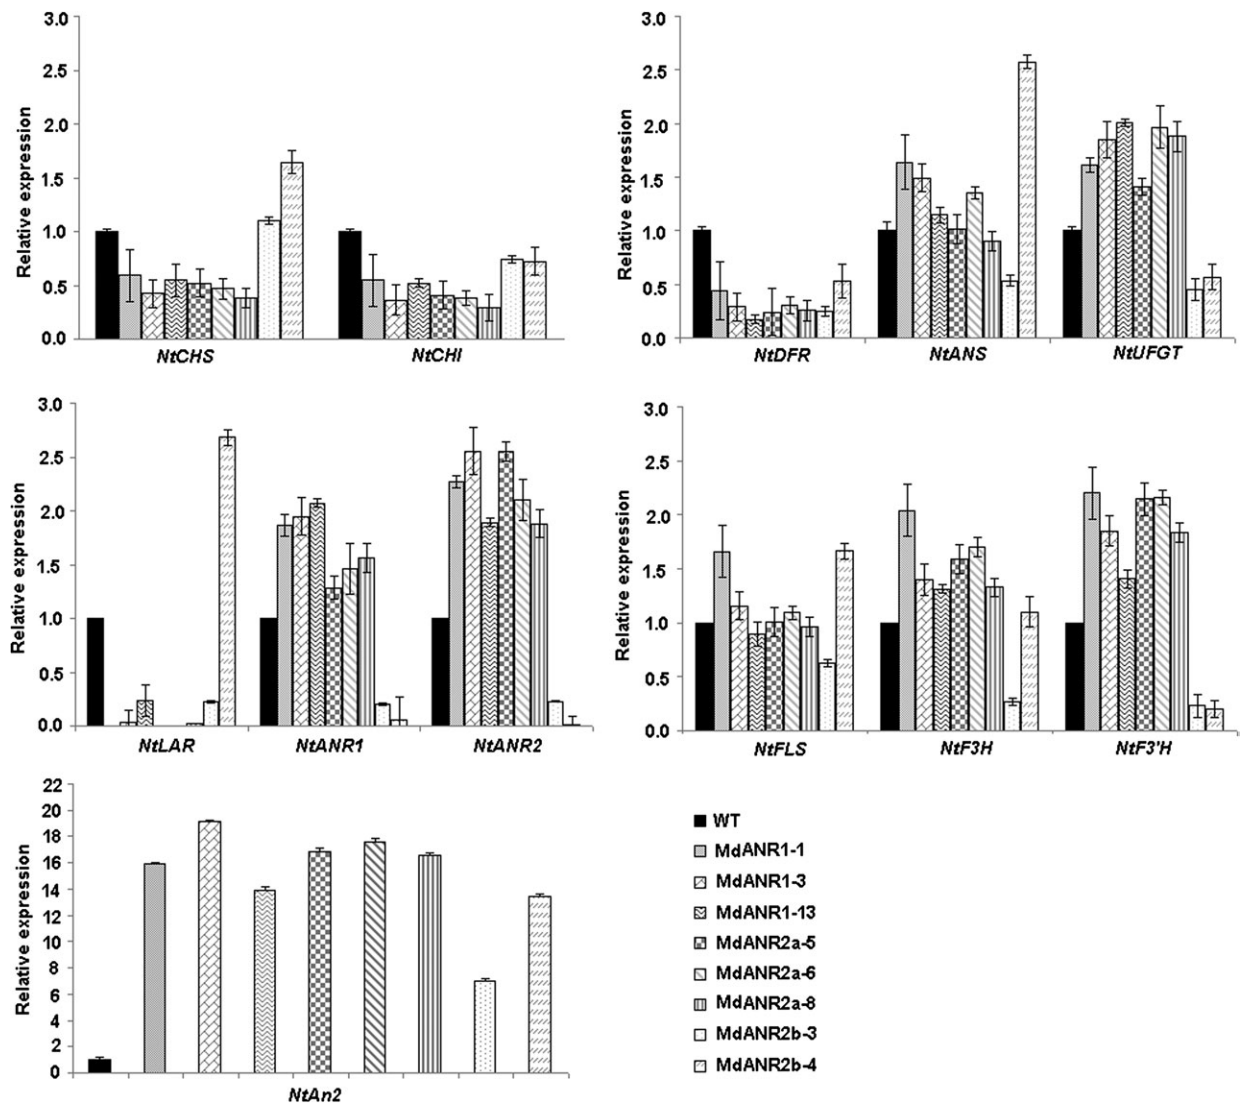 3.0
2.5
2.0
1.5
1.0
0.5
0.0
Relative expression
NtCHS
NtCHI
3.0
2.5
2.0
1.5
1.0
0.5
0.0
Relative expression
NtDFR
NtANS
NtUFGT
3.0
2.5
2.0
1.5
1.0
0.5
0.0
Relative expression
NtLAR
NtANR1
NtANR2
3.0
2.5
2.0
1.5
1.0
0.5
0.0
Relative expression
NtFLS
NtF3H
NtF3'H
22
20
18
16
14
12
10
8
6
4
2
0
Relative expression
NtAn2
WT
MdANR1-1
MdANR1-3
MdANR1-13
MdANR2a-5
MdANR2a-6
MdANR2a-8
MdANR2b-3
MdANR2b-4